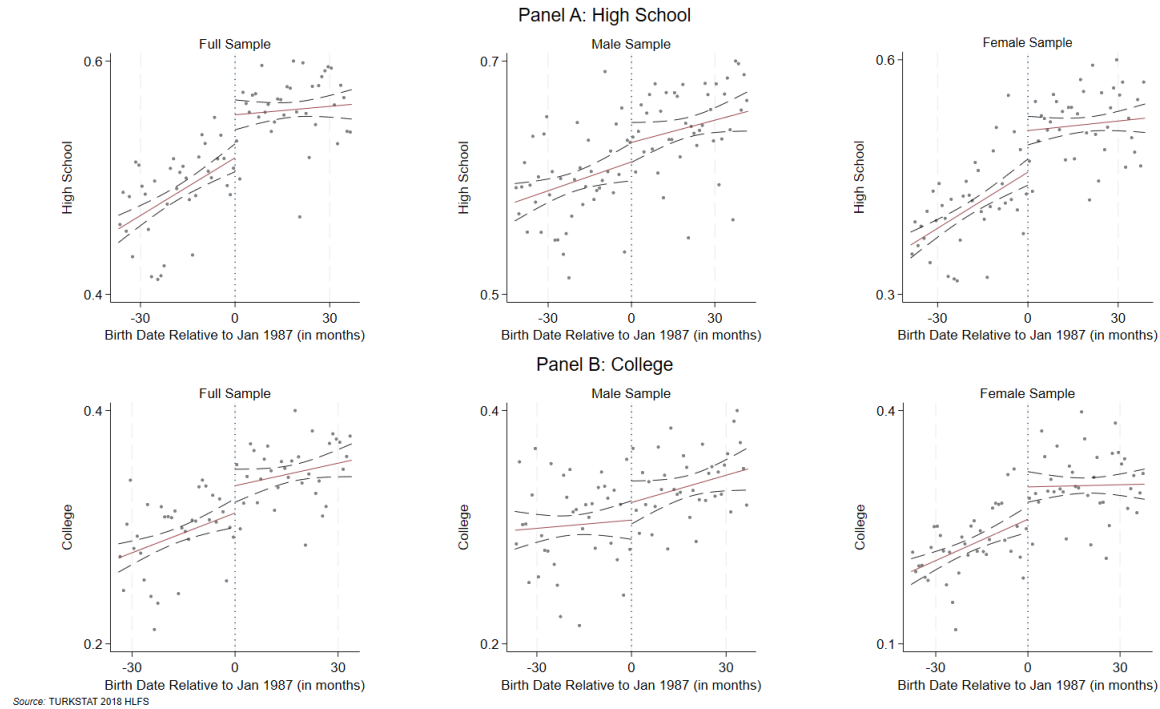 Panel A: High School
Full Sample
Male Sample
Female Sample
High School
0.6
0.4
-30
0
30
Birth Date Relative to Jan 1987 (in months)
High School
0.7
0.5
-30
0
30
Birth Date Relative to Jan 1987 (in months)
High School
0.6
0.3
-30
0
30
Birth Date Relative to Jan 1987 (in months)
Panel B: College
Full Sample
Male Sample
Female Sample
College
0.4
0.2
-30
0
30
Birth Date Relative to Jan 1987 (in months)
College
0.4
0.2
-30
0
30
Birth Date Relative to Jan 1987 (in months)
College
0.4
0.1
-30
0
30
Birth Date Relative to Jan 1987 (in months)
Source: TURKSTAT 2018 HLFS